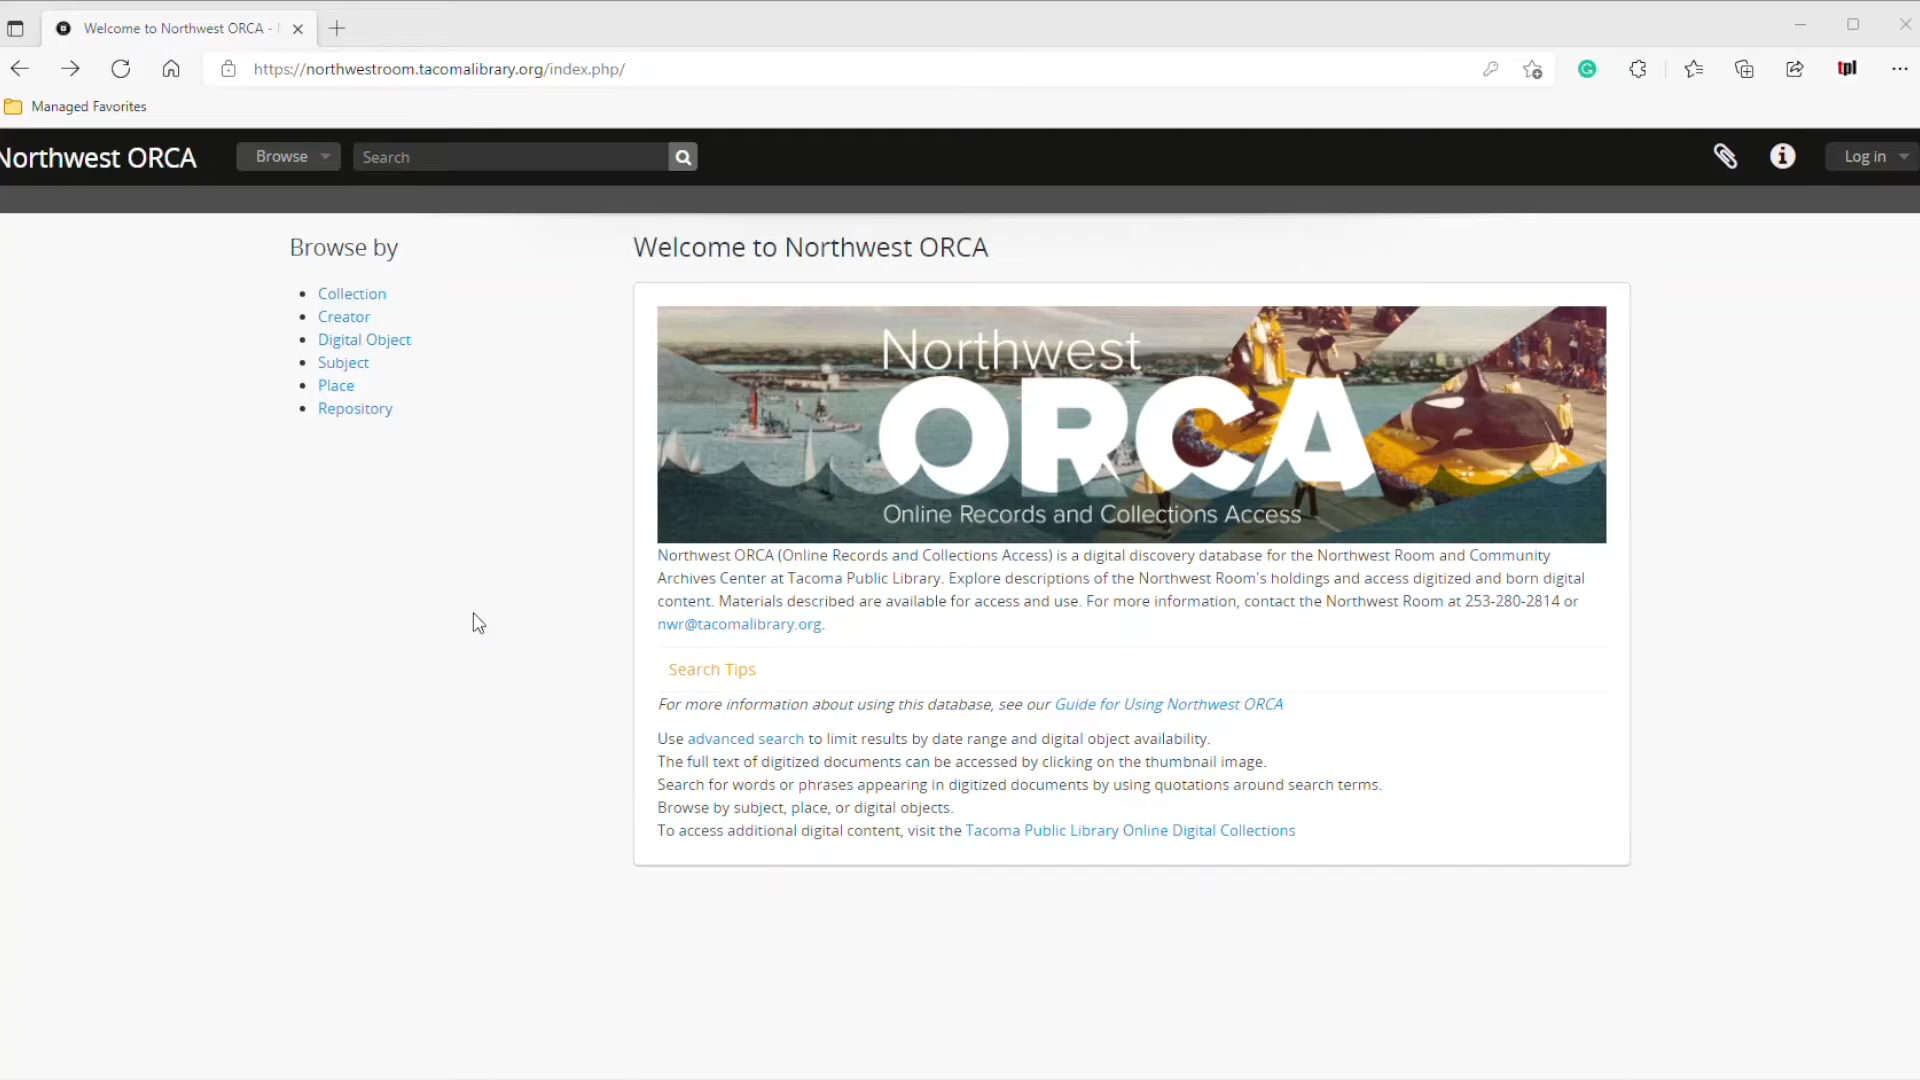 Welcome to Northwest ORCA -
https://northwestroom.tacomalibrary.org/index.php/
tpl
Managed Favorites
Northwest ORCA
Browse
Search
Log in
Browse by
Collection
Creator
Digital Object
Subject
Place
Repository
Welcome to Northwest ORCA
Northwest
ORCA
Online Records and Collections Access
Northwest ORCA (Online Records and Collections Access) is a digital discovery database for the Northwest Room and Community
Archives Center at Tacoma Public Library. Explore descriptions of the Northwest Room's holdings and access digitized and born digital
content. Materials described are available for access and use. For more information, contact the Northwest Room at 253-280-2814 or
nwr@tacomalibrary.org.
Search Tips
For more information about using this database, see our Guide for Using Northwest ORCA
Use advanced search to limit results by date range and digital object availability.
The full text of digitized documents can be accessed by clicking on the thumbnail image.
Search for words or phrases appearing in digitized documents by using quotations around search terms.
Browse by subject, place, or digital objects.
To access additional digital content, visit the Tacoma Public Library Online Digital Collections